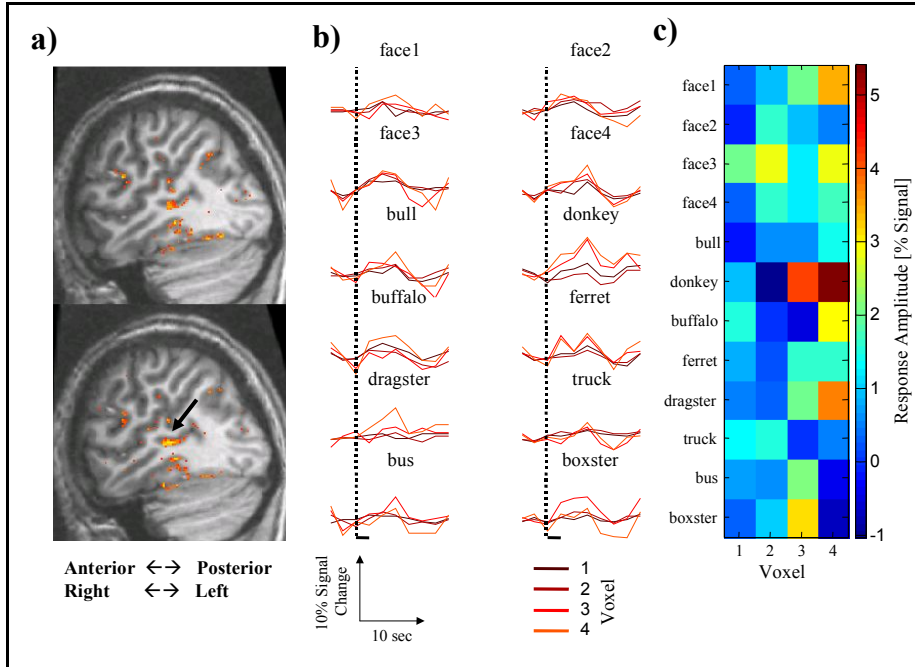 a)
b)
c)
face1
face2
face3
face4
bull
donkey
buffalo
ferret
dragster
truck
bus
boxster
Anterior ←→ Posterior
Right ←→ Left
10% Signal
Change
10 sec
1
2
3
4
Voxel
face1
face2
face3
face4
bull
donkey
buffalo
ferret
dragster
truck
bus
boxster
1 2 3 4
Voxel
5
4
3
2
1
0
-1
Response Amplitude [% Signal]